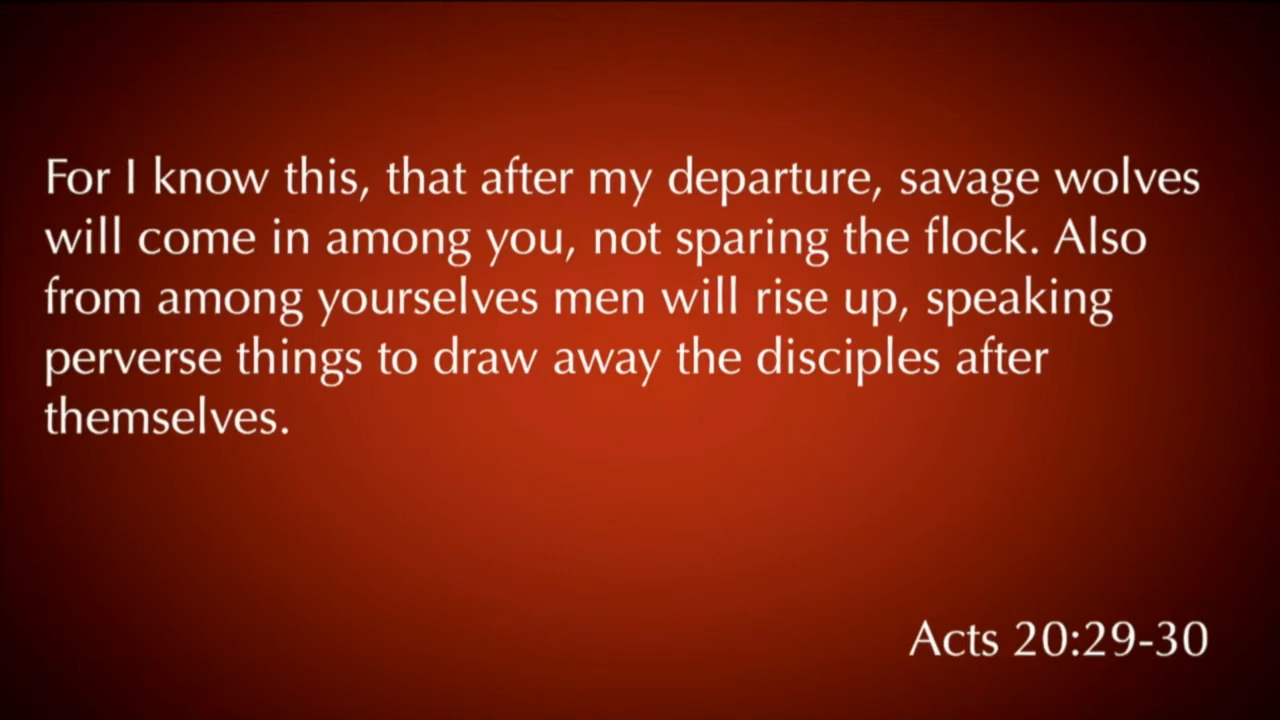 For I know this, that after my departure, savage wolves
will come in among you, not sparing the flock. Also
from among yourselves men will rise up, speaking
perverse things to draw away the disciples after
themselves.
Acts 20:29-30